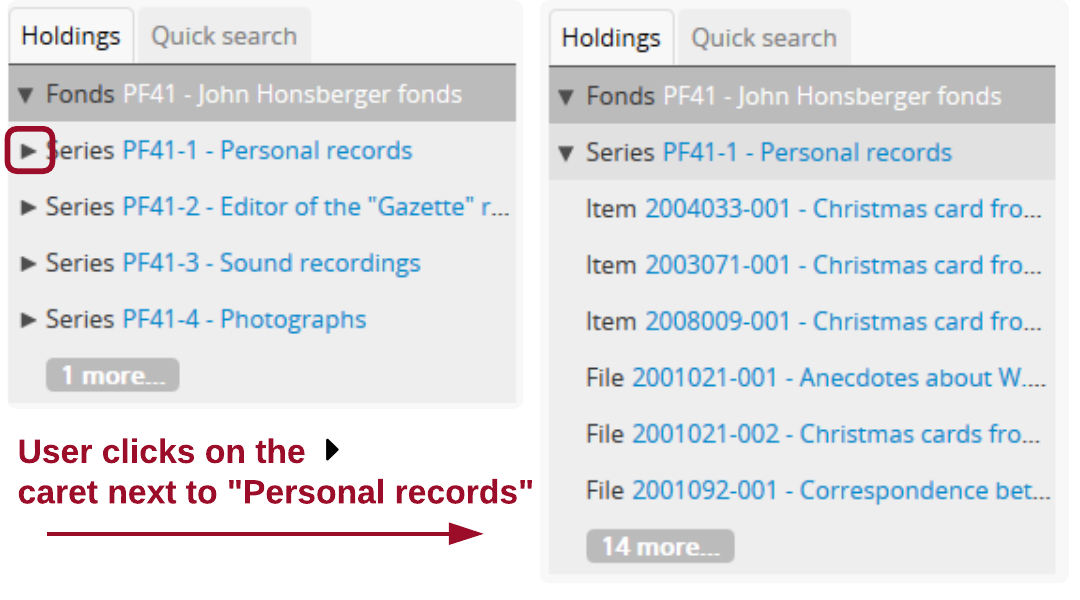 Holdings Quick search
▼ Fonds PF41 - John Honsberger fonds
▶ Series PF41-1 - Personal records
▶ Series PF41-2 - Editor of the "Gazette" r...
▶ Series PF41-3 - Sound recordings
▶ Series PF41-4 - Photographs
1 more...
User clicks on the ▶
caret next to "Personal records"
Holdings Quick search
▼ Fonds PF41 - John Honsberger fonds
▼ Series PF41-1 - Personal records
Item 2004033-001 - Christmas card fro...
Item 2003071-001 - Christmas card fro...
Item 2008009-001 - Christmas card fro...
File 2001021-001 - Anecdotes about W....
File 2001021-002 - Christmas cards fro...
File 2001092-001 - Correspondence bet...
14 more...